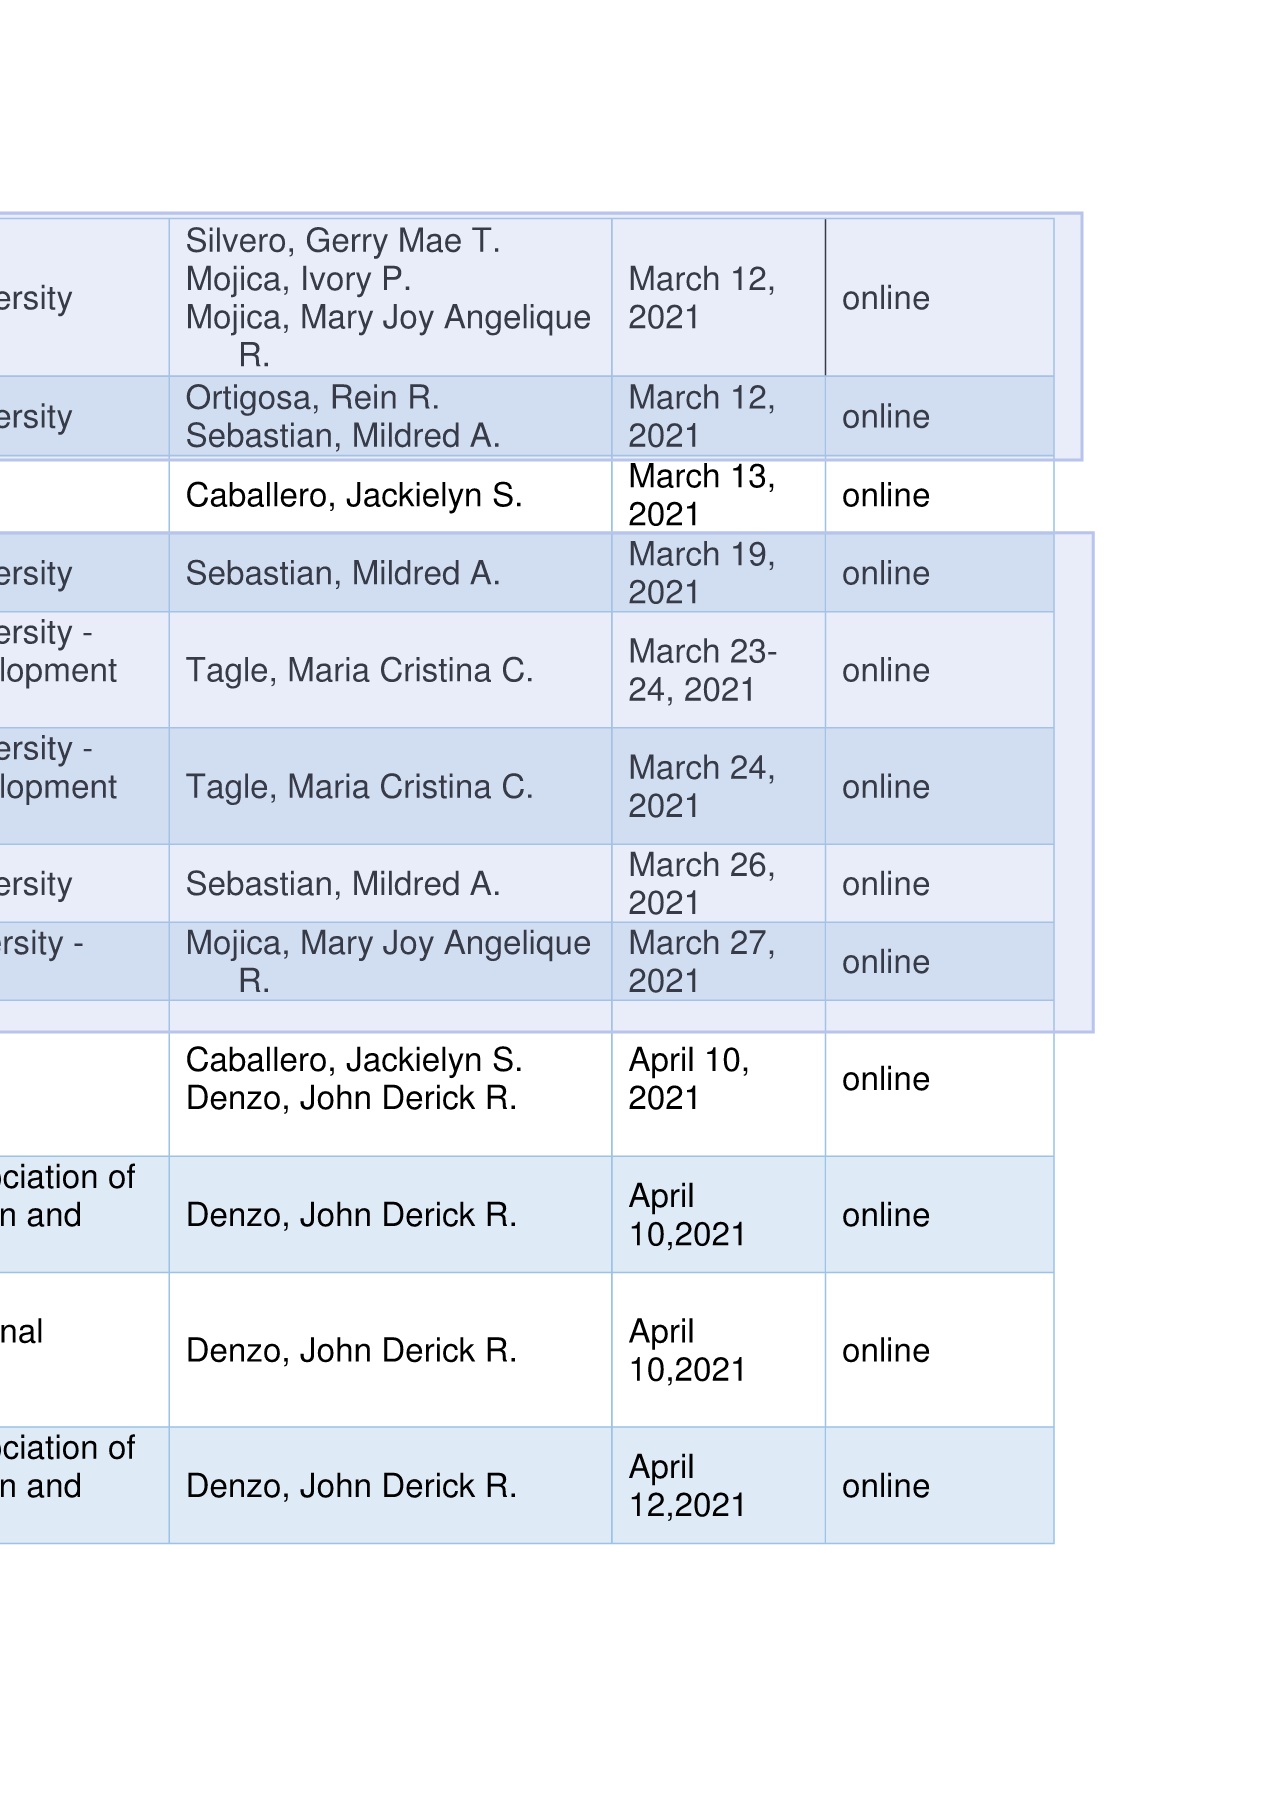 ersity
Silvero, Gerry Mae T.
Mojica, Ivory P.
Mojica, Mary Joy Angelique
R.
March 12,
2021
online
ersity
Ortigosa, Rein R.
Sebastian, Mildred A.
March 12,
2021
online
Caballero, Jackielyn S.
March 13,
2021
online
ersity
Sebastian, Mildred A.
March 19,
2021
online
ersity -
lopment
Tagle, Maria Cristina C.
March 23-
24, 2021
online
ersity -
lopment
Tagle, Maria Cristina C.
March 24,
2021
online
ersity
Sebastian, Mildred A.
March 26,
2021
online
ersity -
Mojica, Mary Joy Angelique
R.
March 27,
2021
online
Caballero, Jackielyn S.
Denzo, John Derick R.
April 10,
2021
online
ciation of
n and
Denzo, John Derick R.
April
10,2021
online
nal
Denzo, John Derick R.
April
10,2021
online
ciation of
n and
Denzo, John Derick R.
April
12,2021
online